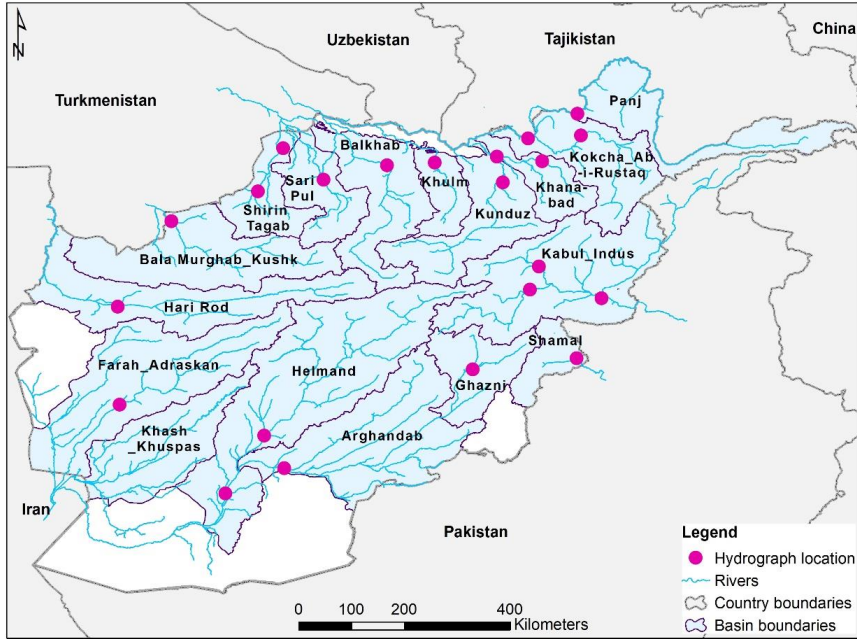 N
China
Uzbekistan
Tajikistan
Turkmenistan
Panj
Balkhab
Kokcha_Ab
-i-Rustaq
Sari
Pul
Khulm
Khana-
bad
Shirin
Tagab
Kunduz
Bala Murghab_Kushk
Kabul_Indus
Hari Rod
Shamal
Farah_Adraskan
Helmand
Ghazni
Khash
_Khuspas
Arghandab
Iran
Pakistan
Legend
Hydrograph location
Rivers
Country boundaries
Basin boundaries
0 100 200 400
Kilometers